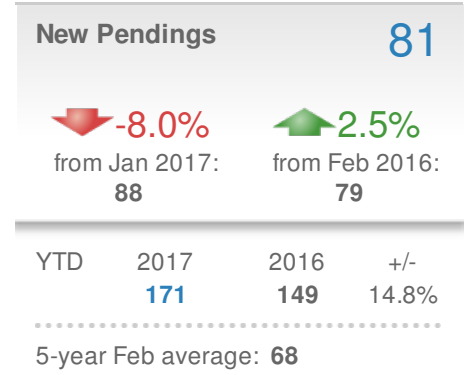 New Pendings 81
-8.0% 2.5%
from Jan 2017: from Feb 2016:
88 79
YTD 2017 2016 +/-
171 149 14.8%
5-year Feb average: 68